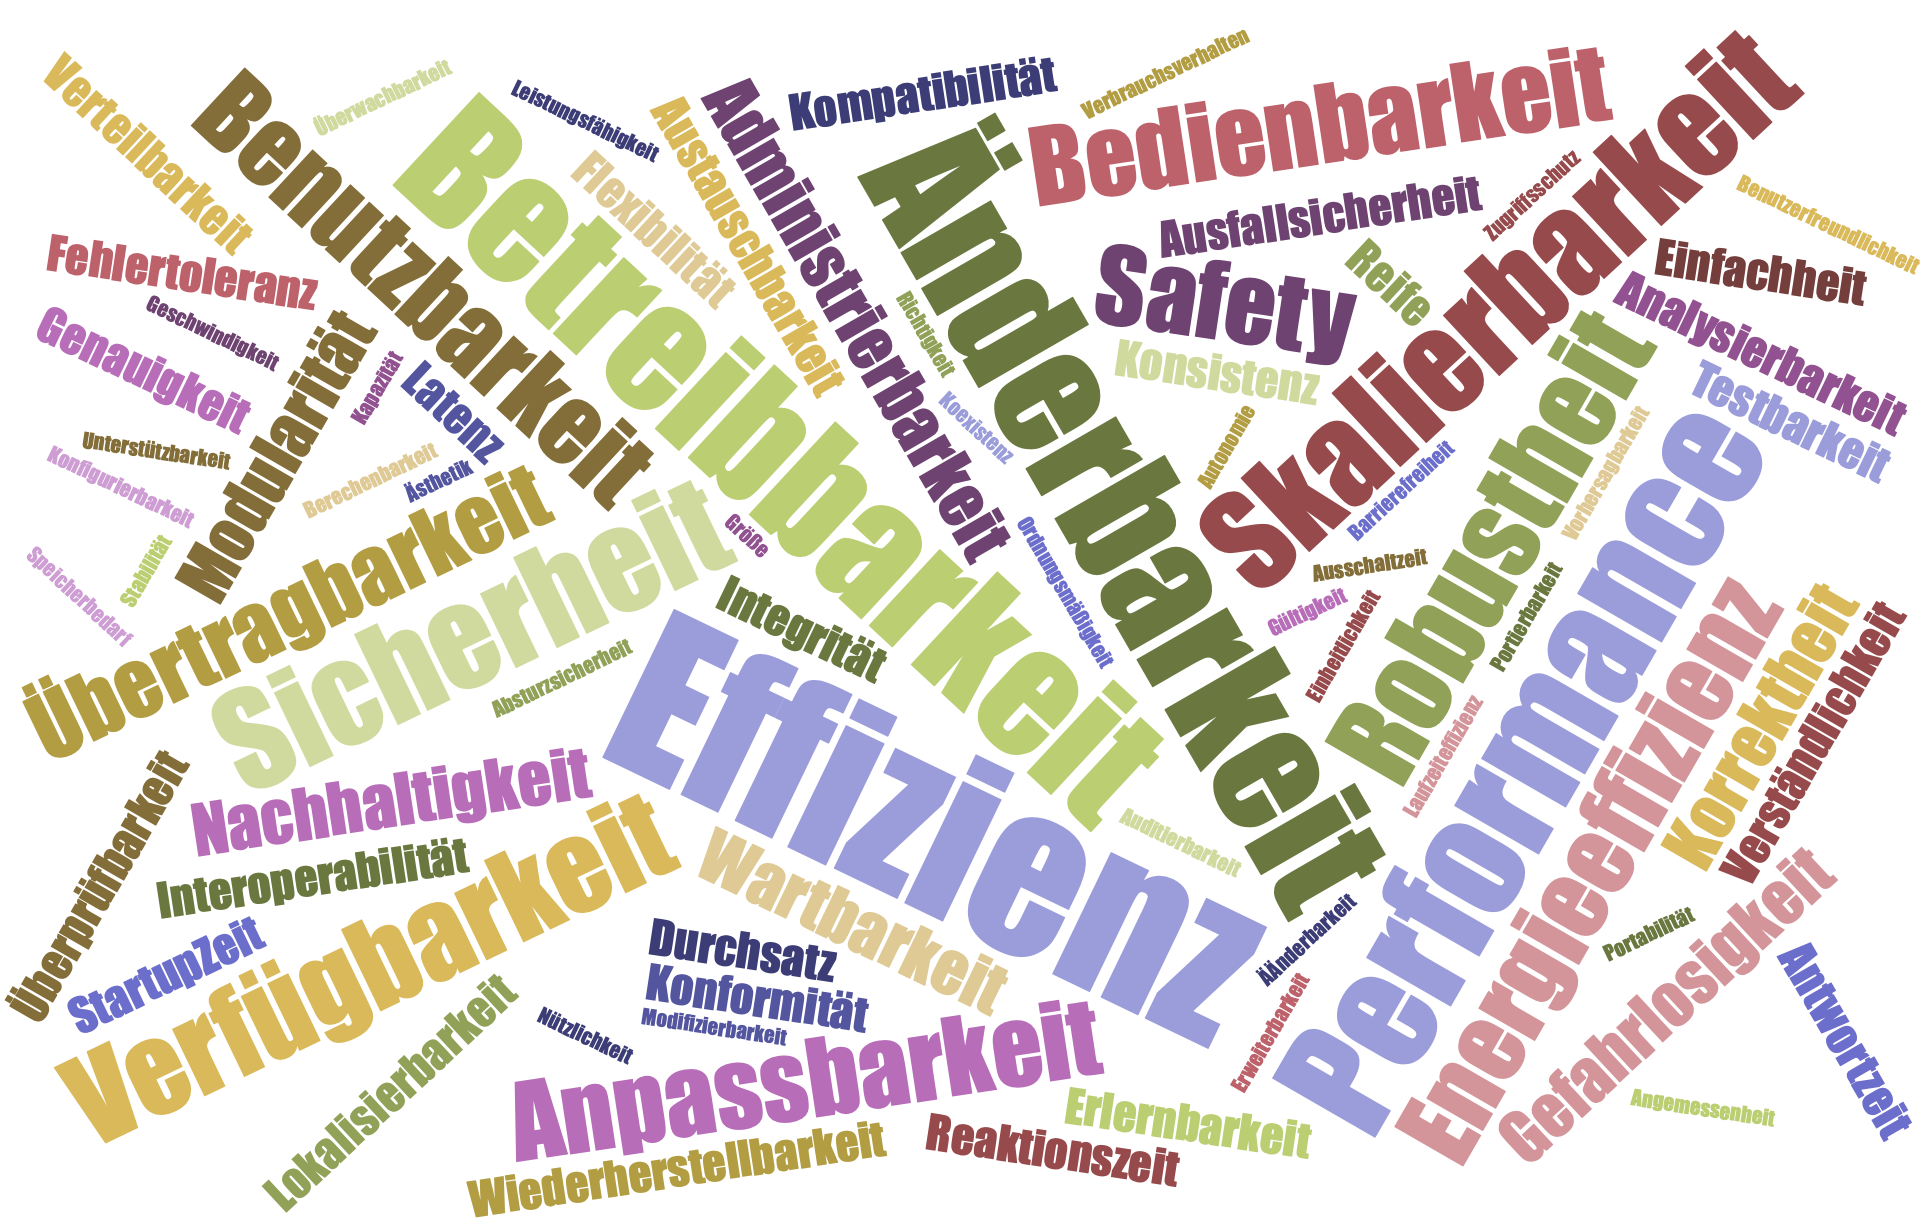 Verteilbarkeit
Benutzbarkeit
Überwachbarkeit
Betreibbarkeit
Leistungsfähigkeit
Flexibilität
Austauschbarkeit
Administrierbarkeit
Kompatibilität
Verbrauchsverhalten
Änderbarkeit
Bedienbarkeit
Ausfallsicherheit
Zugriffsschutz
Skalierbarkeit
Benutzerfreundlichkeit
Fehlertoleranz
Geschwindigkeit
Genauigkeit
Modularität
Kapazität
Latenz
Richtigkeit
Safety
Reife
Einfachheit
Analysierbarkeit
Konsistenz
Testbarkeit
Unterstützbarkeit
Konfigurierbarkeit
Berechenbarkeit
Ästhetik
Koexistenz
Autonomie
Barrierefreiheit
Robustheit
Vorhersagbarkeit
Performance
Speicherbedarf
Stabilität
Übertragbarkeit
Sicherheit
Größe
Ordnungsmäßigkeit
Ausschaltzeit
Gültigkeit
Einheitlichkeit
Portierbarkeit
Integrität
Absturzsicherheit
Effizienz
Laufzeiteffizienz
Energieeffizienz
Korrektheit
Verständlichkeit
Überprüfbarkeit
Nachhaltigkeit
Interoperabilität
StartupZeit
Verfügbarkeit
Wartbarkeit
Auditierbarkeit
ÄÄnderbarkeit
Portabilität
Gefahrlosigkeit
Antwortzeit
Durchsatz
Konformität
Modifizierbarkeit
Nützlichkeit
Lokalisierbarkeit
Anpassbarkeit
Erweiterbarkeit
Erlernbarkeit
Angemessenheit
Wiederherstellbarkeit
Reaktionszeit